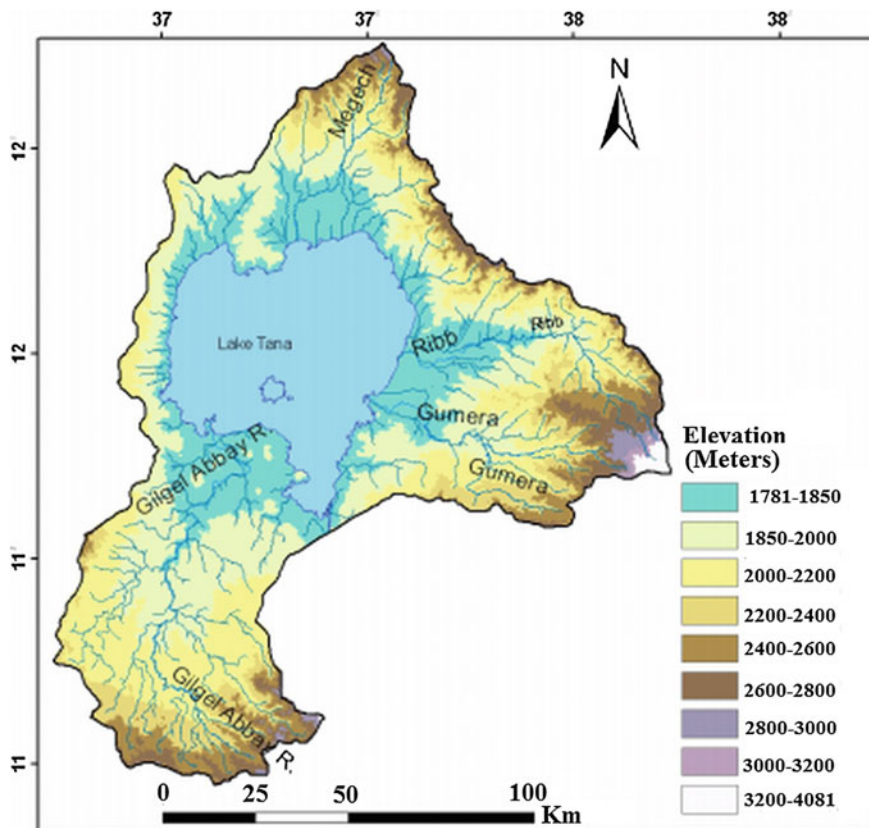 37 37 38 38
N
Megech
12
Ribb
Ribb
Lake Tana
12
Gumera
Gilgel Abbay R.
Gumera
Elevation
(Meters)
1781-1850
1850-2000
11
2000-2200
2200-2400
2400-2600
Gilgel Abbay R.
2600-2800
2800-3000
3000-3200
11
3200-4081
0 25 50 100
Km